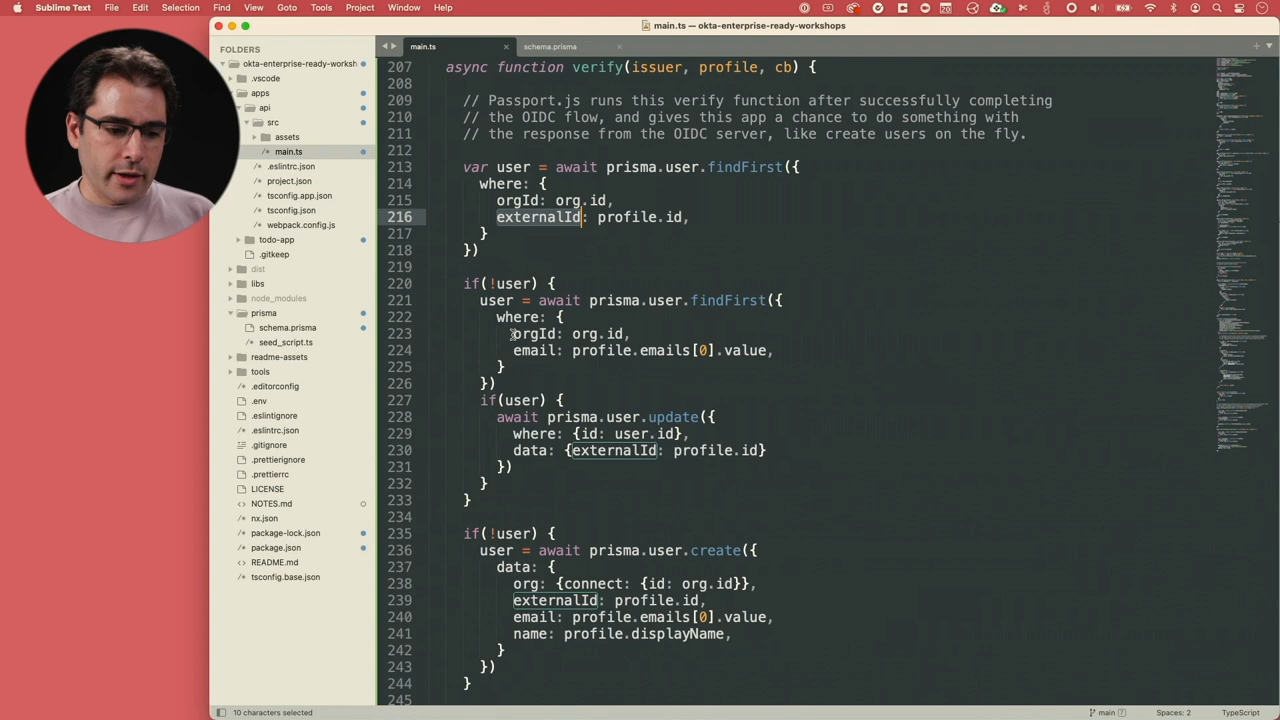 Sublime Text File Edit Selection Find View Goto Tools Project Window Help
main.ts — okta-enterprise-ready-workshops
FOLDERS
okta-enterprise-ready-worksh
.vscode
apps
api
src
assets
main.ts
.eslintrc.json
project.json
tsconfig.app.json
tsconfig.json
webpack.config.js
todo-app
.gitkeep
dist
libs
node_modules
prisma
schema.prisma
seed_script.ts
readme-assets
tools
.editorconfig
.env
.eslintignore
.eslintrc.json
.gitignore
.prettierignore
.prettierrc
LICENSE
NOTES.md
nx.json
package-lock.json
package.json
README.md
tsconfig.base.json
main.ts
schema.prisma
207 async function verify(issuer, profile, cb) {
208
209 // Passport.js runs this verify function after successfully completing
210 // the OIDC flow, and gives this app a chance to do something with
211 // the response from the OIDC server, like create users on the fly.
212
213 var user = await prisma.user.findFirst({
214 where: {
215 orgId: org.id,
216 externalId: profile.id,
217 }
218 })
219
220 if(!user) {
221 user = await prisma.user.findFirst({
222 where: {
223 orgId: org.id,
224 email: profile.emails[0].value,
225 }
226 })
227 if(user) {
228 await prisma.user.update({
229 where: {id: user.id},
230 data: {externalId: profile.id}
231 })
232 }
233 }
234
235 if(!user) {
236 user = await prisma.user.create({
237 data: {
238 org: {connect: {id: org.id}},
239 externalId: profile.id,
240 email: profile.emails[0].value,
241 name: profile.displayName,
242 }
243 })
244 }
245
10 characters selected
main 7
Spaces: 2
TypeScript